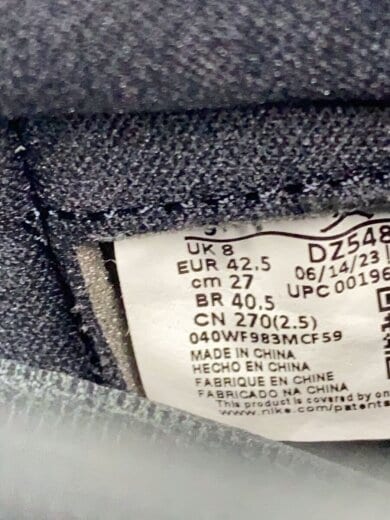 UK 8
EUR 42.5
cm 27
BR 40.5
CN 270(2.5)
040WF983MCF59
DZ548
06/14/23
UPC 00196
MADE IN CHINA
HECHO EN CHINA
FABRIQUE EN CHINE
FABRICADO NA CHINA
This product is covered by on
www.nike.com/patents